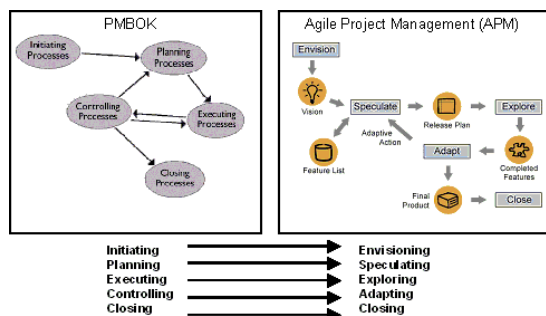 PMBOK
Initiating
Processes
Planning
Processes
Controlling
Processes
Executing
Processes
Closing
Processes
Agile Project Management (APM)
Envision
Vision
Speculate
Release Plan
Explore
Feature List
Adaptive
Action
Adapt
Completed
Features
Final
Product
Close
Initiating Envisioning
Planning Speculating
Executing Exploring
Controlling Adapting
Closing Closing